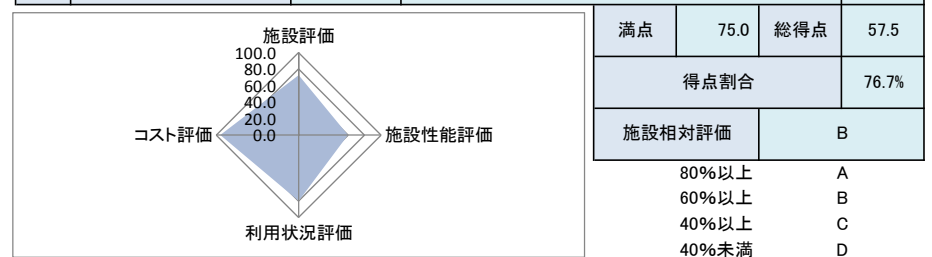 施設評価
100.0
80.0
60.0
40.0
20.0
0.0
コスト評価
施設性能評価
利用状況評価
満点 75.0 総得点 57.5
得点割合 76.7%
施設相対評価 B
80%以上 A
60%以上 B
40%以上 C
40%未満 D